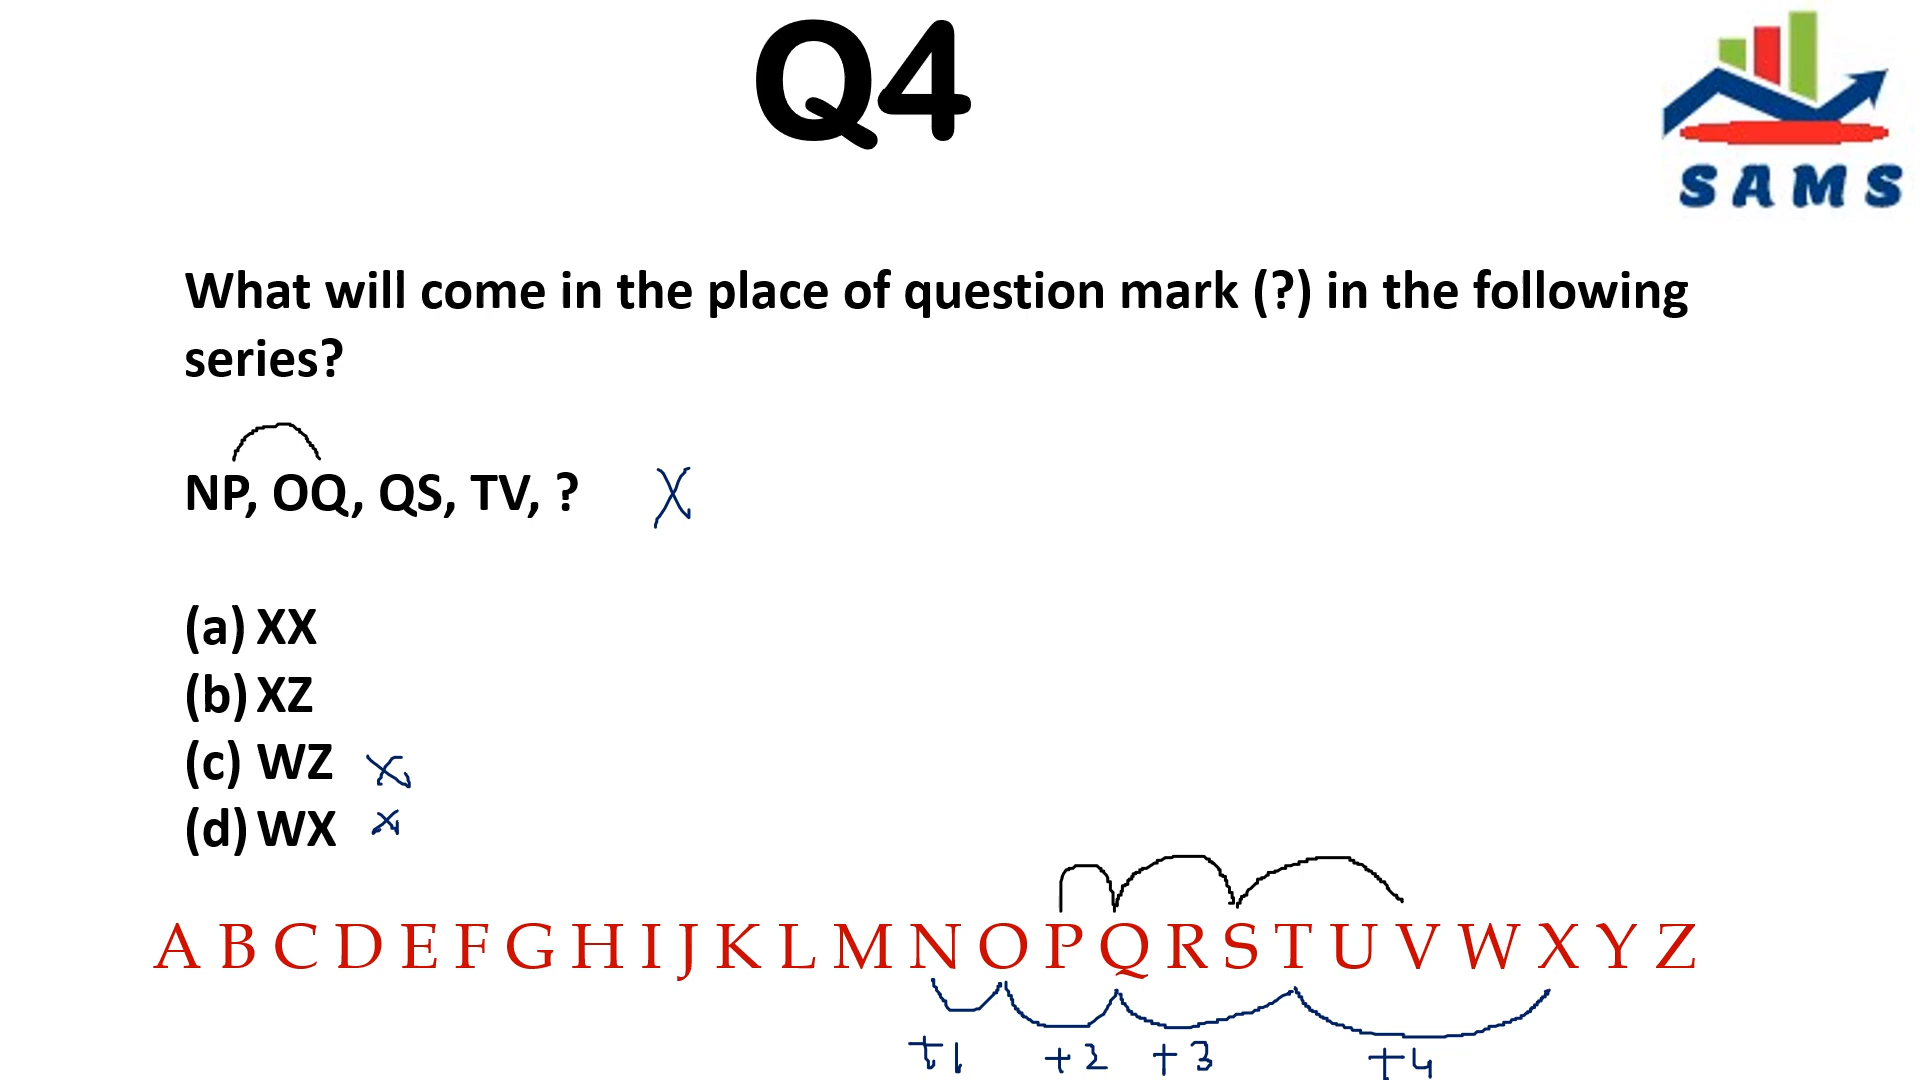 Q4
SAMS
What will come in the place of question mark (?) in the following
series?
NP, OQ, QS, TV, ? X
(a) XX
(b) XZ
(c) WZ
(d) WX
A B C D E F G H I J K L M N O P Q R S T U V W X Y Z
+1 +2 +3 +4